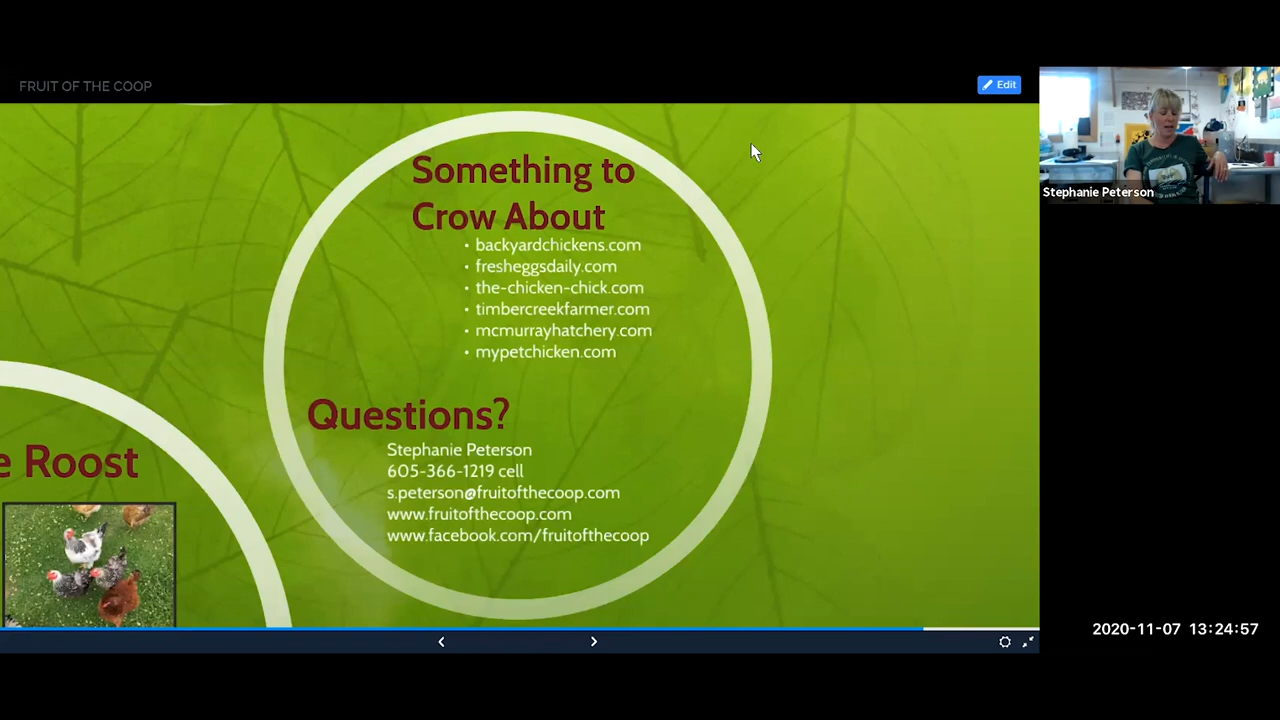 FRUIT OF THE COOP
Edit
Something to
Crow About
• backyardchickens.com
• fresheggsdaily.com
• the-chicken-chick.com
• timbercreekfarmer.com
• mcmurrayhatchery.com
• mypetchicken.com
Questions?
Stephanie Peterson
605-366-1219 cell
s.peterson@fruitofthecoop.com
www.fruitofthecoop.com
www.facebook.com/fruitofthecoop
e Roost
Stephanie Peterson
2020-11-07 13:24:57